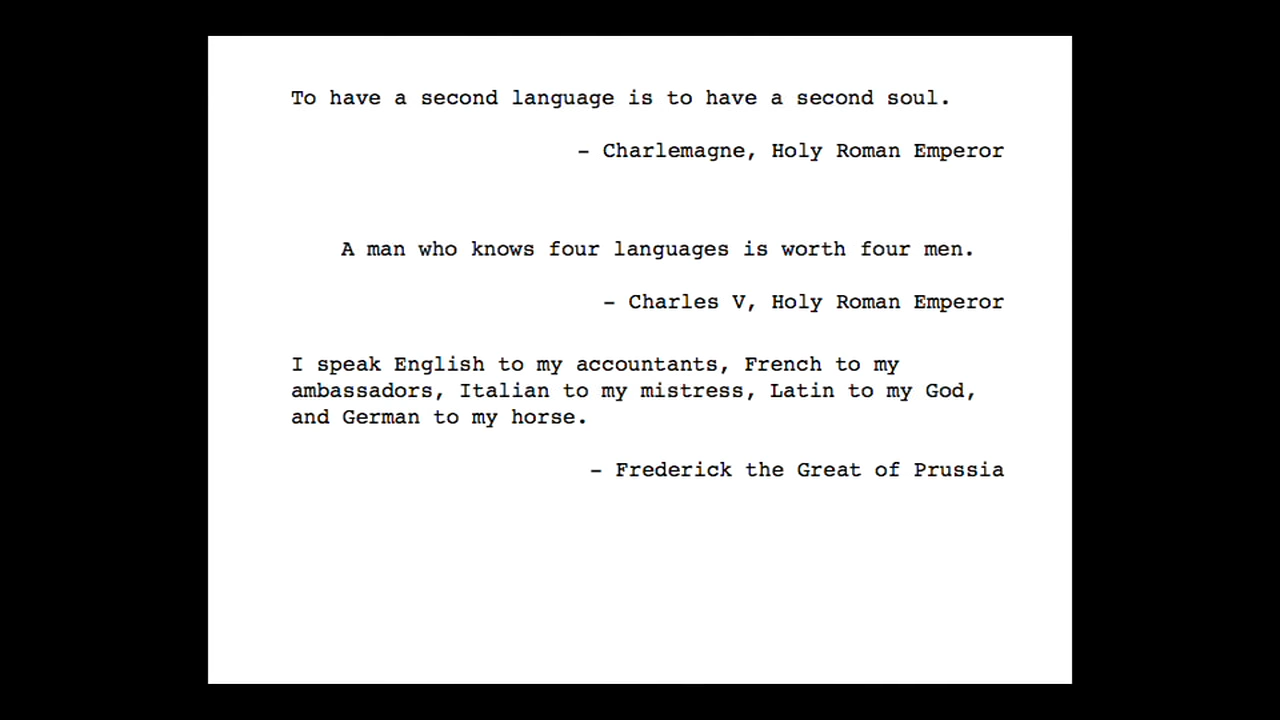 To have a second language is to have a second soul.
– Charlemagne, Holy Roman Emperor
A man who knows four languages is worth four men.
– Charles V, Holy Roman Emperor
I speak English to my accountants, French to my
ambassadors, Italian to my mistress, Latin to my God,
and German to my horse.
– Frederick the Great of Prussia